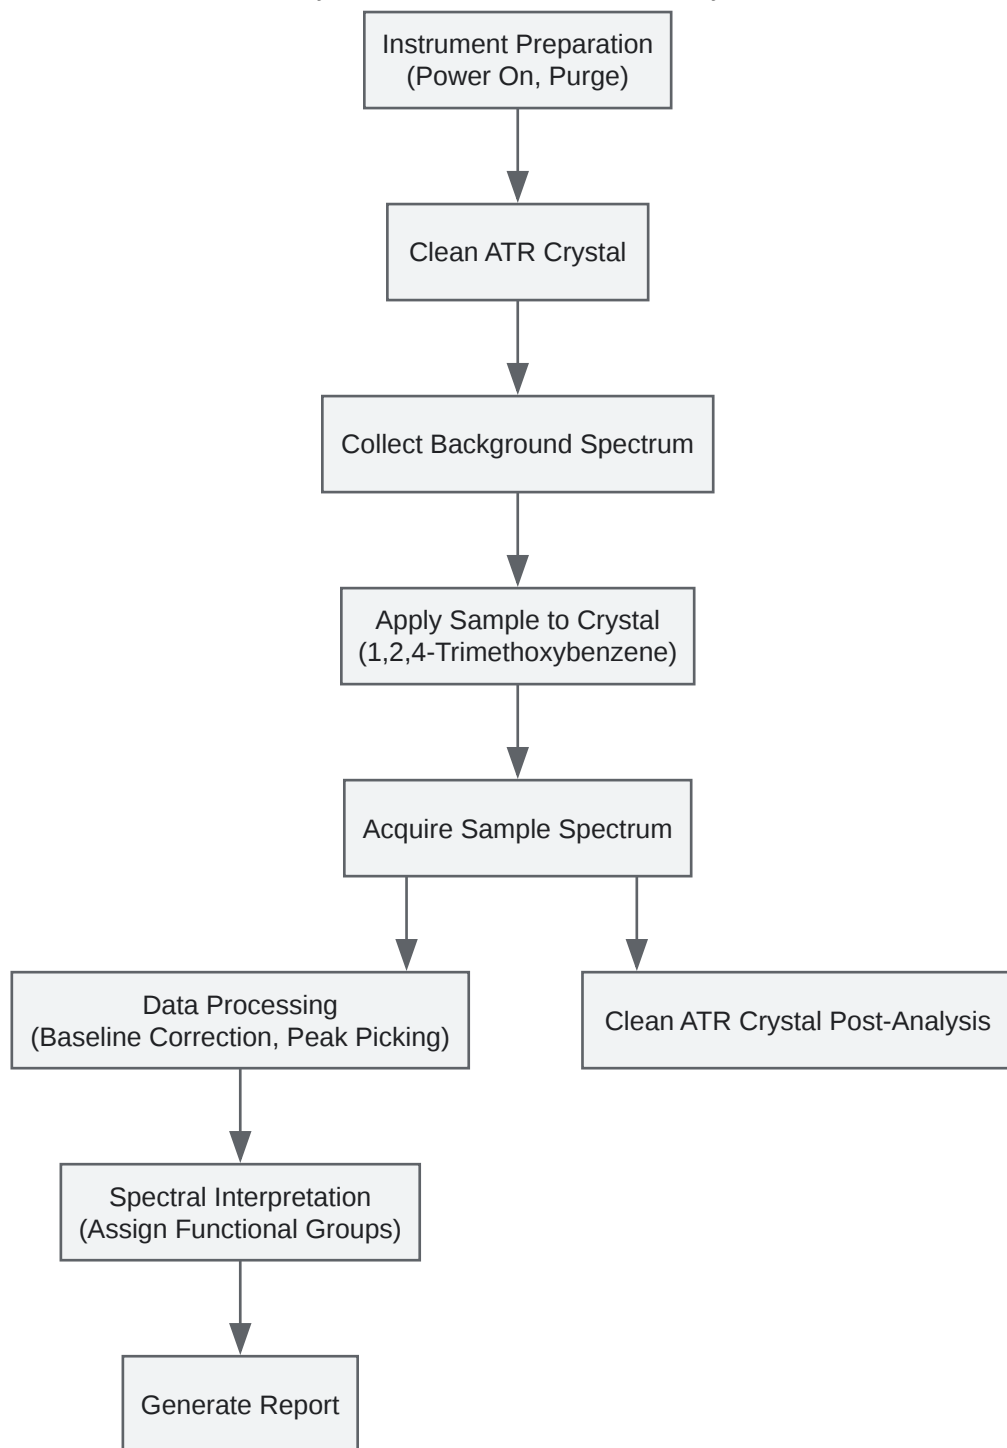 Instrument Preparation
(Power On, Purge)
Clean ATR Crystal
Collect Background Spectrum
Apply Sample to Crystal
(1,2,4-Trimethoxybenzene)
Acquire Sample Spectrum
Data Processing
(Baseline Correction, Peak Picking)
Clean ATR Crystal Post-Analysis
Spectral Interpretation
(Assign Functional Groups)
Generate Report